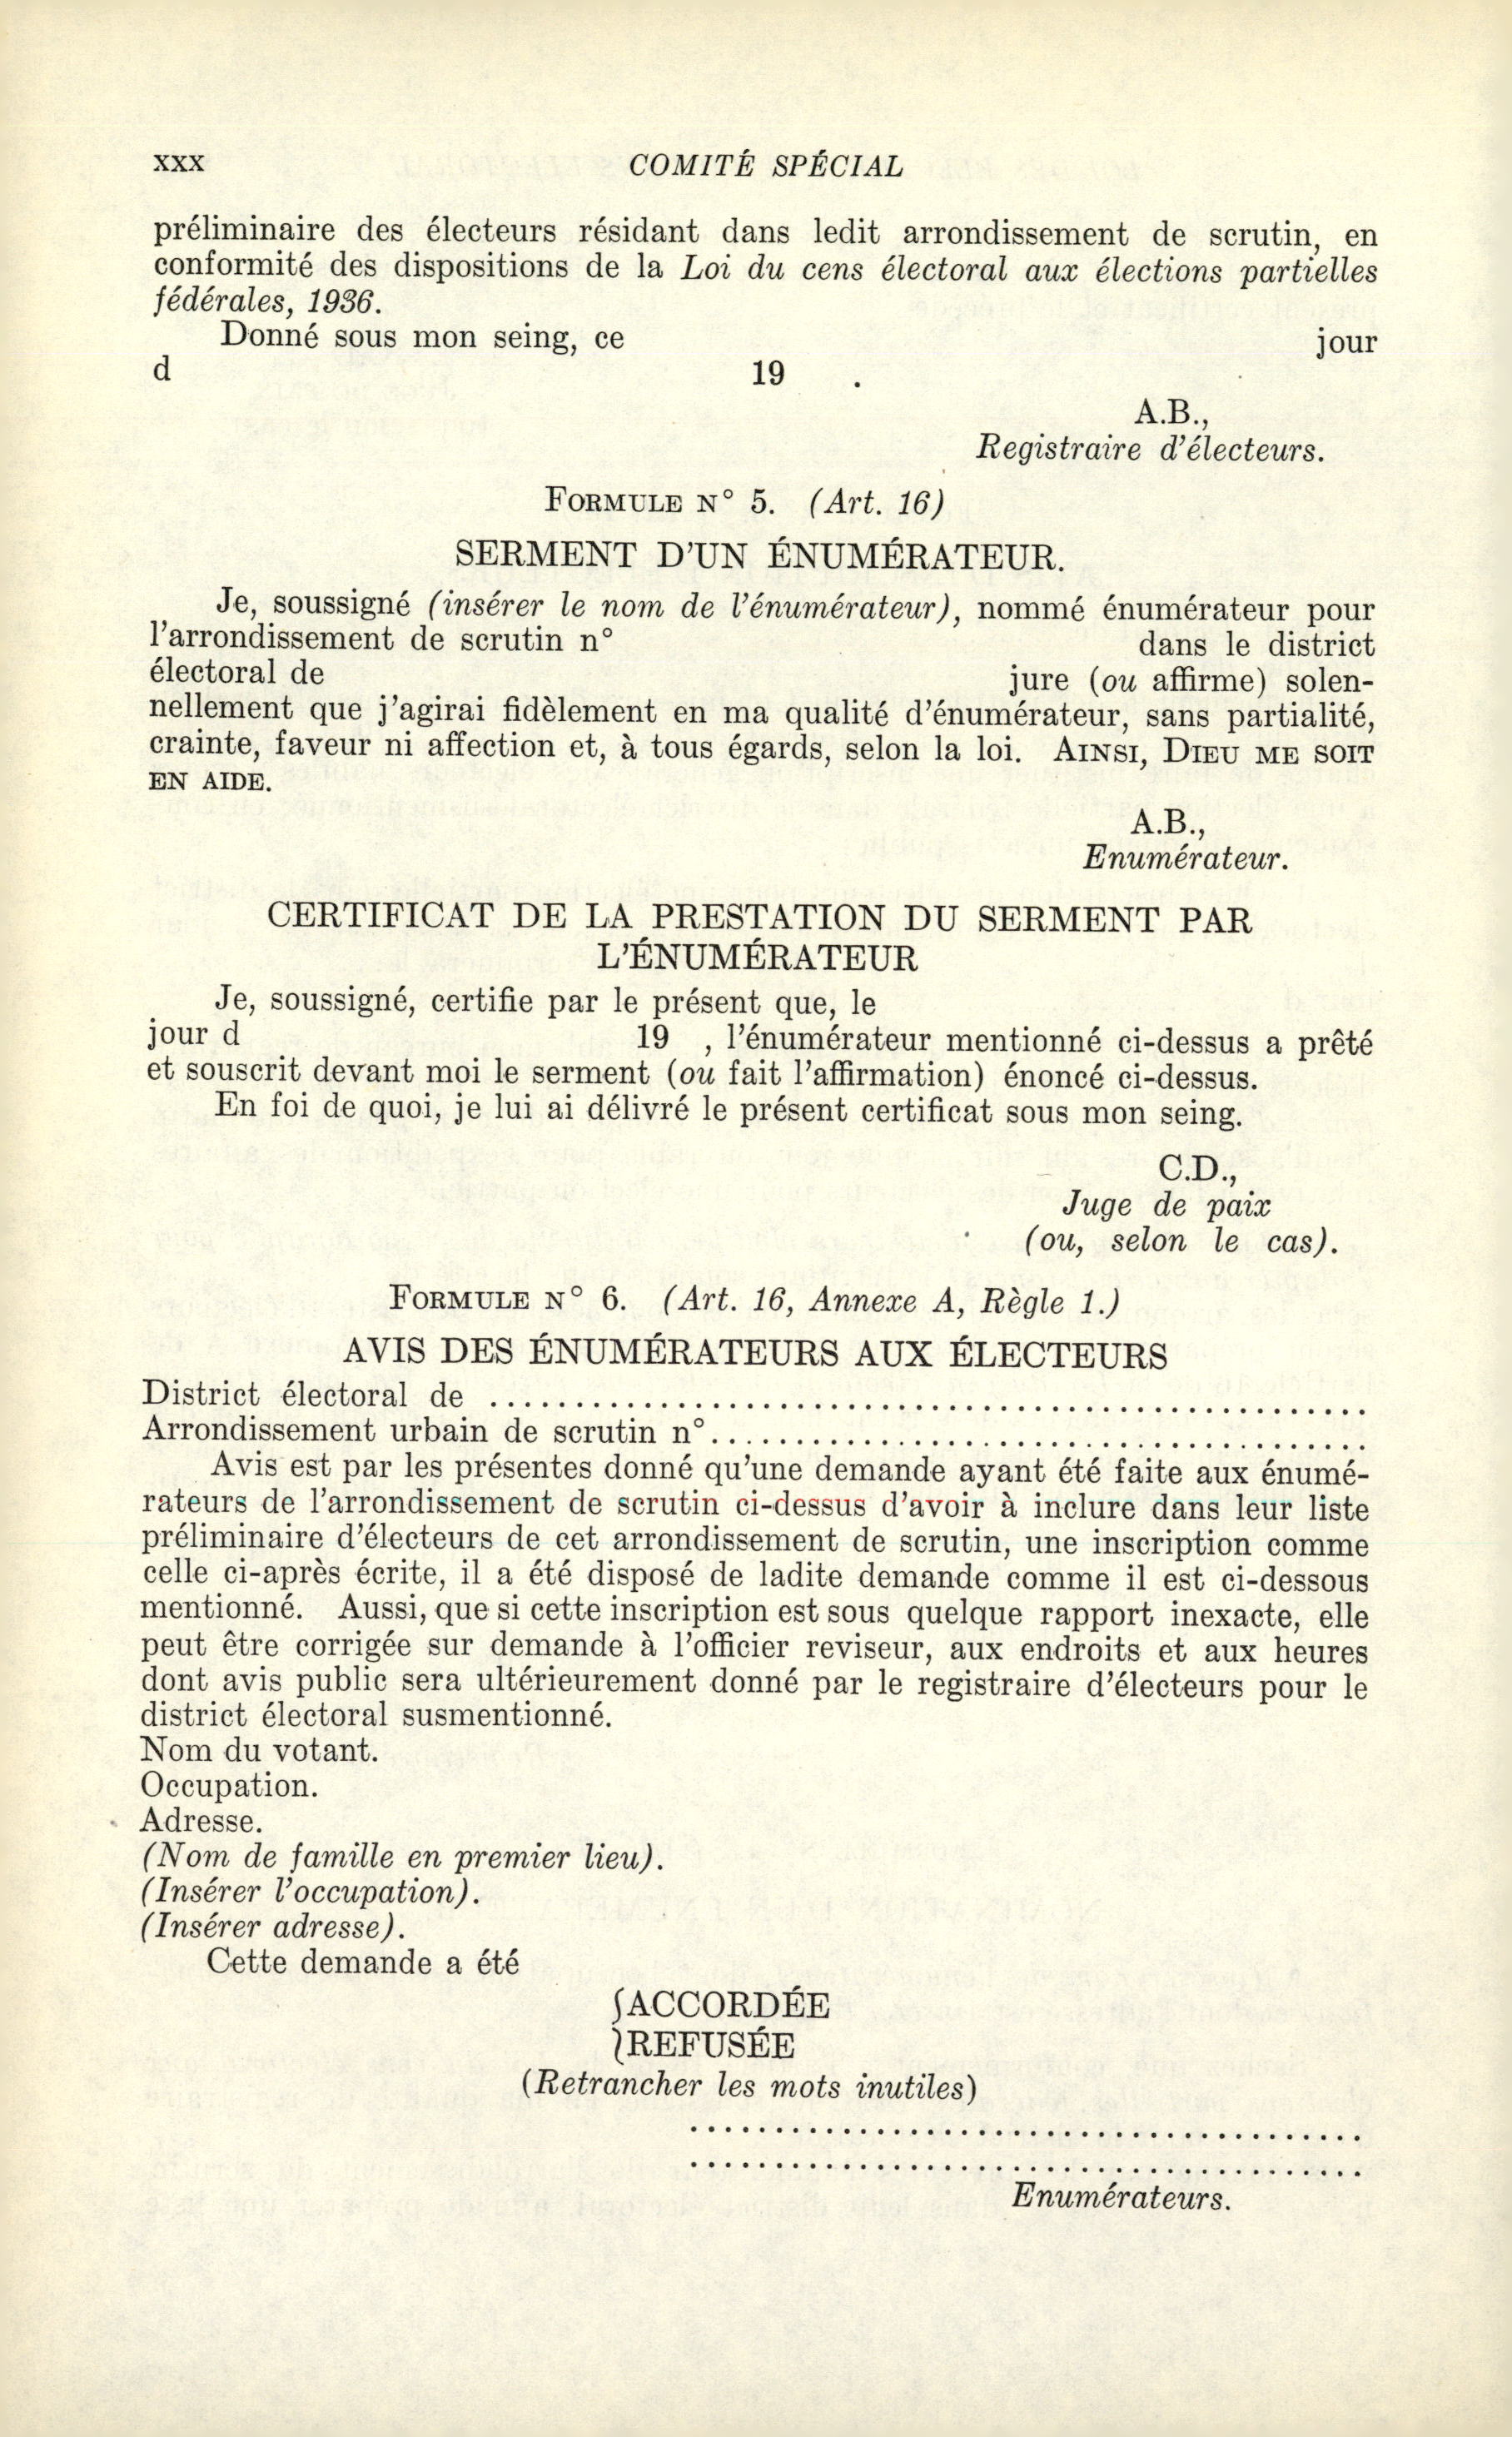 xxx COMITÉ SPÉCIAL
préliminaire des électeurs résidant dans ledit arrondissement de scrutin, en
conformité des dispositions de la Loi du cens électoral aux élections partielles
fédérales, 1936.
Donné sous mon seing, ce jour
d 19 .
A.B.,
Registraire d'électeurs.
FORMULE N° 5. (Art. 16)
SERMENT D'UN ÉNUMÉRATEUR.
Je, soussigné (insérer le nom de l'énumérateur), nommé énumérateur pour
l'arrondissement de scrutin n° dans le district
électoral de jure (ou affirme) solen-
nellement que j'agirai fidèlement en ma qualité d'énumérateur, sans partialité,
crainte, faveur ni affection et, à tous égards, selon la loi. AINSI, DIEU ME SOIT
EN AIDE.
A.B.,
Enumérateur.
CERTIFICAT DE LA PRESTATION DU SERMENT PAR
L'ÉNUMÉRATEUR
Je, soussigné, certifie par le présent que, le
jour d 19 , l'énumérateur mentionné ci-dessus a prêté
et souscrit devant moi le serment (ou fait l'affirmation) énoncé ci-dessus.
En foi de quoi, je lui ai délivré le présent certificat sous mon seing.
C.D.,
Juge de paix
(ou, selon le cas).
FORMULE N° 6. (Art. 16, Annexe A, Règle 1.)
AVIS DES ÉNUMÉRATEURS AUX ÉLECTEURS
District électoral de ....................................................
Arrondissement urbain de scrutin n°.......................................
Avis est par les présentes donné qu'une demande ayant été faite aux énumé-
rateurs de l'arrondissement de scrutin ci-dessus d'avoir à inclure dans leur liste
préliminaire d'électeurs de cet arrondissement de scrutin, une inscription comme
celle ci-après écrite, il a été disposé de ladite demande comme il est ci-dessous
mentionné. Aussi, que si cette inscription est sous quelque rapport inexacte, elle
peut être corrigée sur demande à l'officier reviseur, aux endroits et aux heures
dont avis public sera ultérieurement donné par le registraire d'électeurs pour le
district électoral susmentionné.
Nom du votant.
Occupation.
Adresse.
(Nom de famille en premier lieu).
(Insérer l'occupation).
(Insérer adresse).
Cette demande a été
ACCORDÉE
REFUSÉE
(Retrancher les mots inutiles)
........................................
........................................
Enumérateurs.